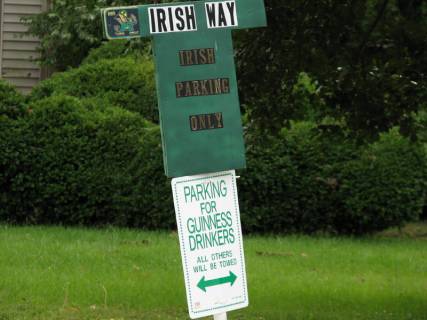 IRISH WAY
IRISH
PARKING
ONLY
PARKING
FOR
GUINNESS
DRINKERS
ALL OTHERS
WILL BE TOWED